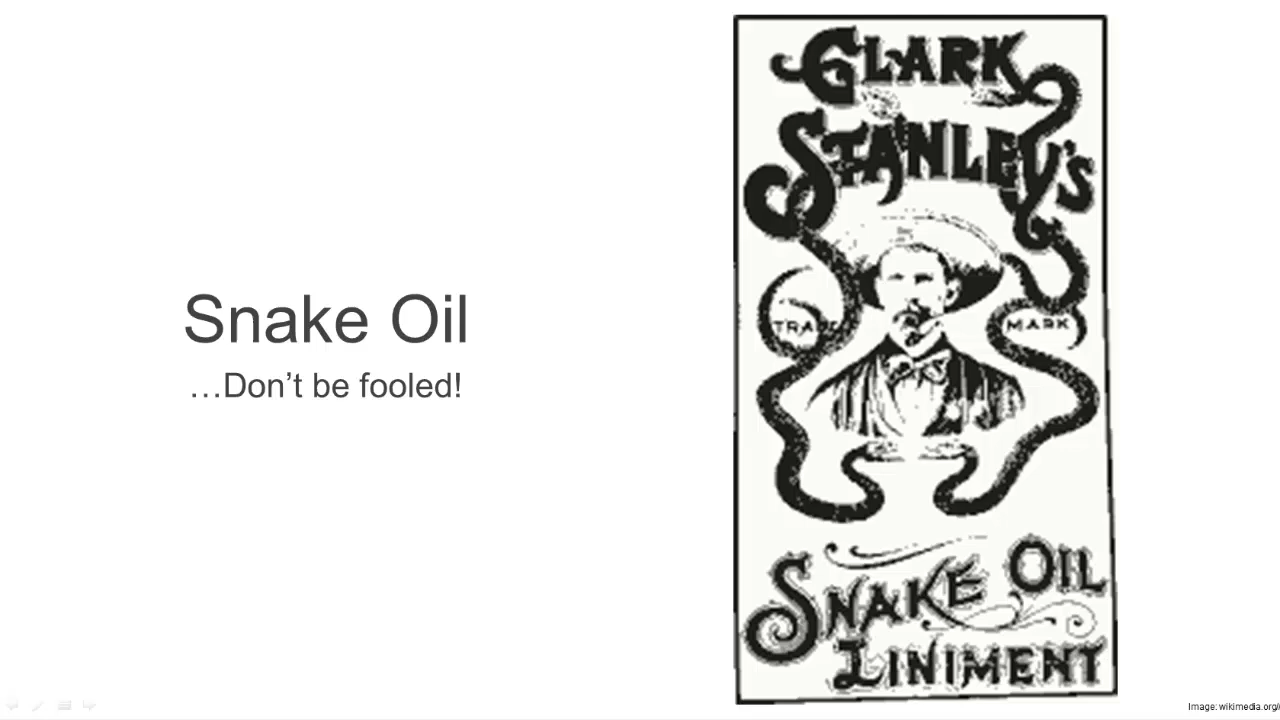 Snake Oil
…Don’t be fooled!
CLARK
STANLEY'S
TRADE
MARK
SNAKE OIL
LINIMENT
Image: wikimedia.org/